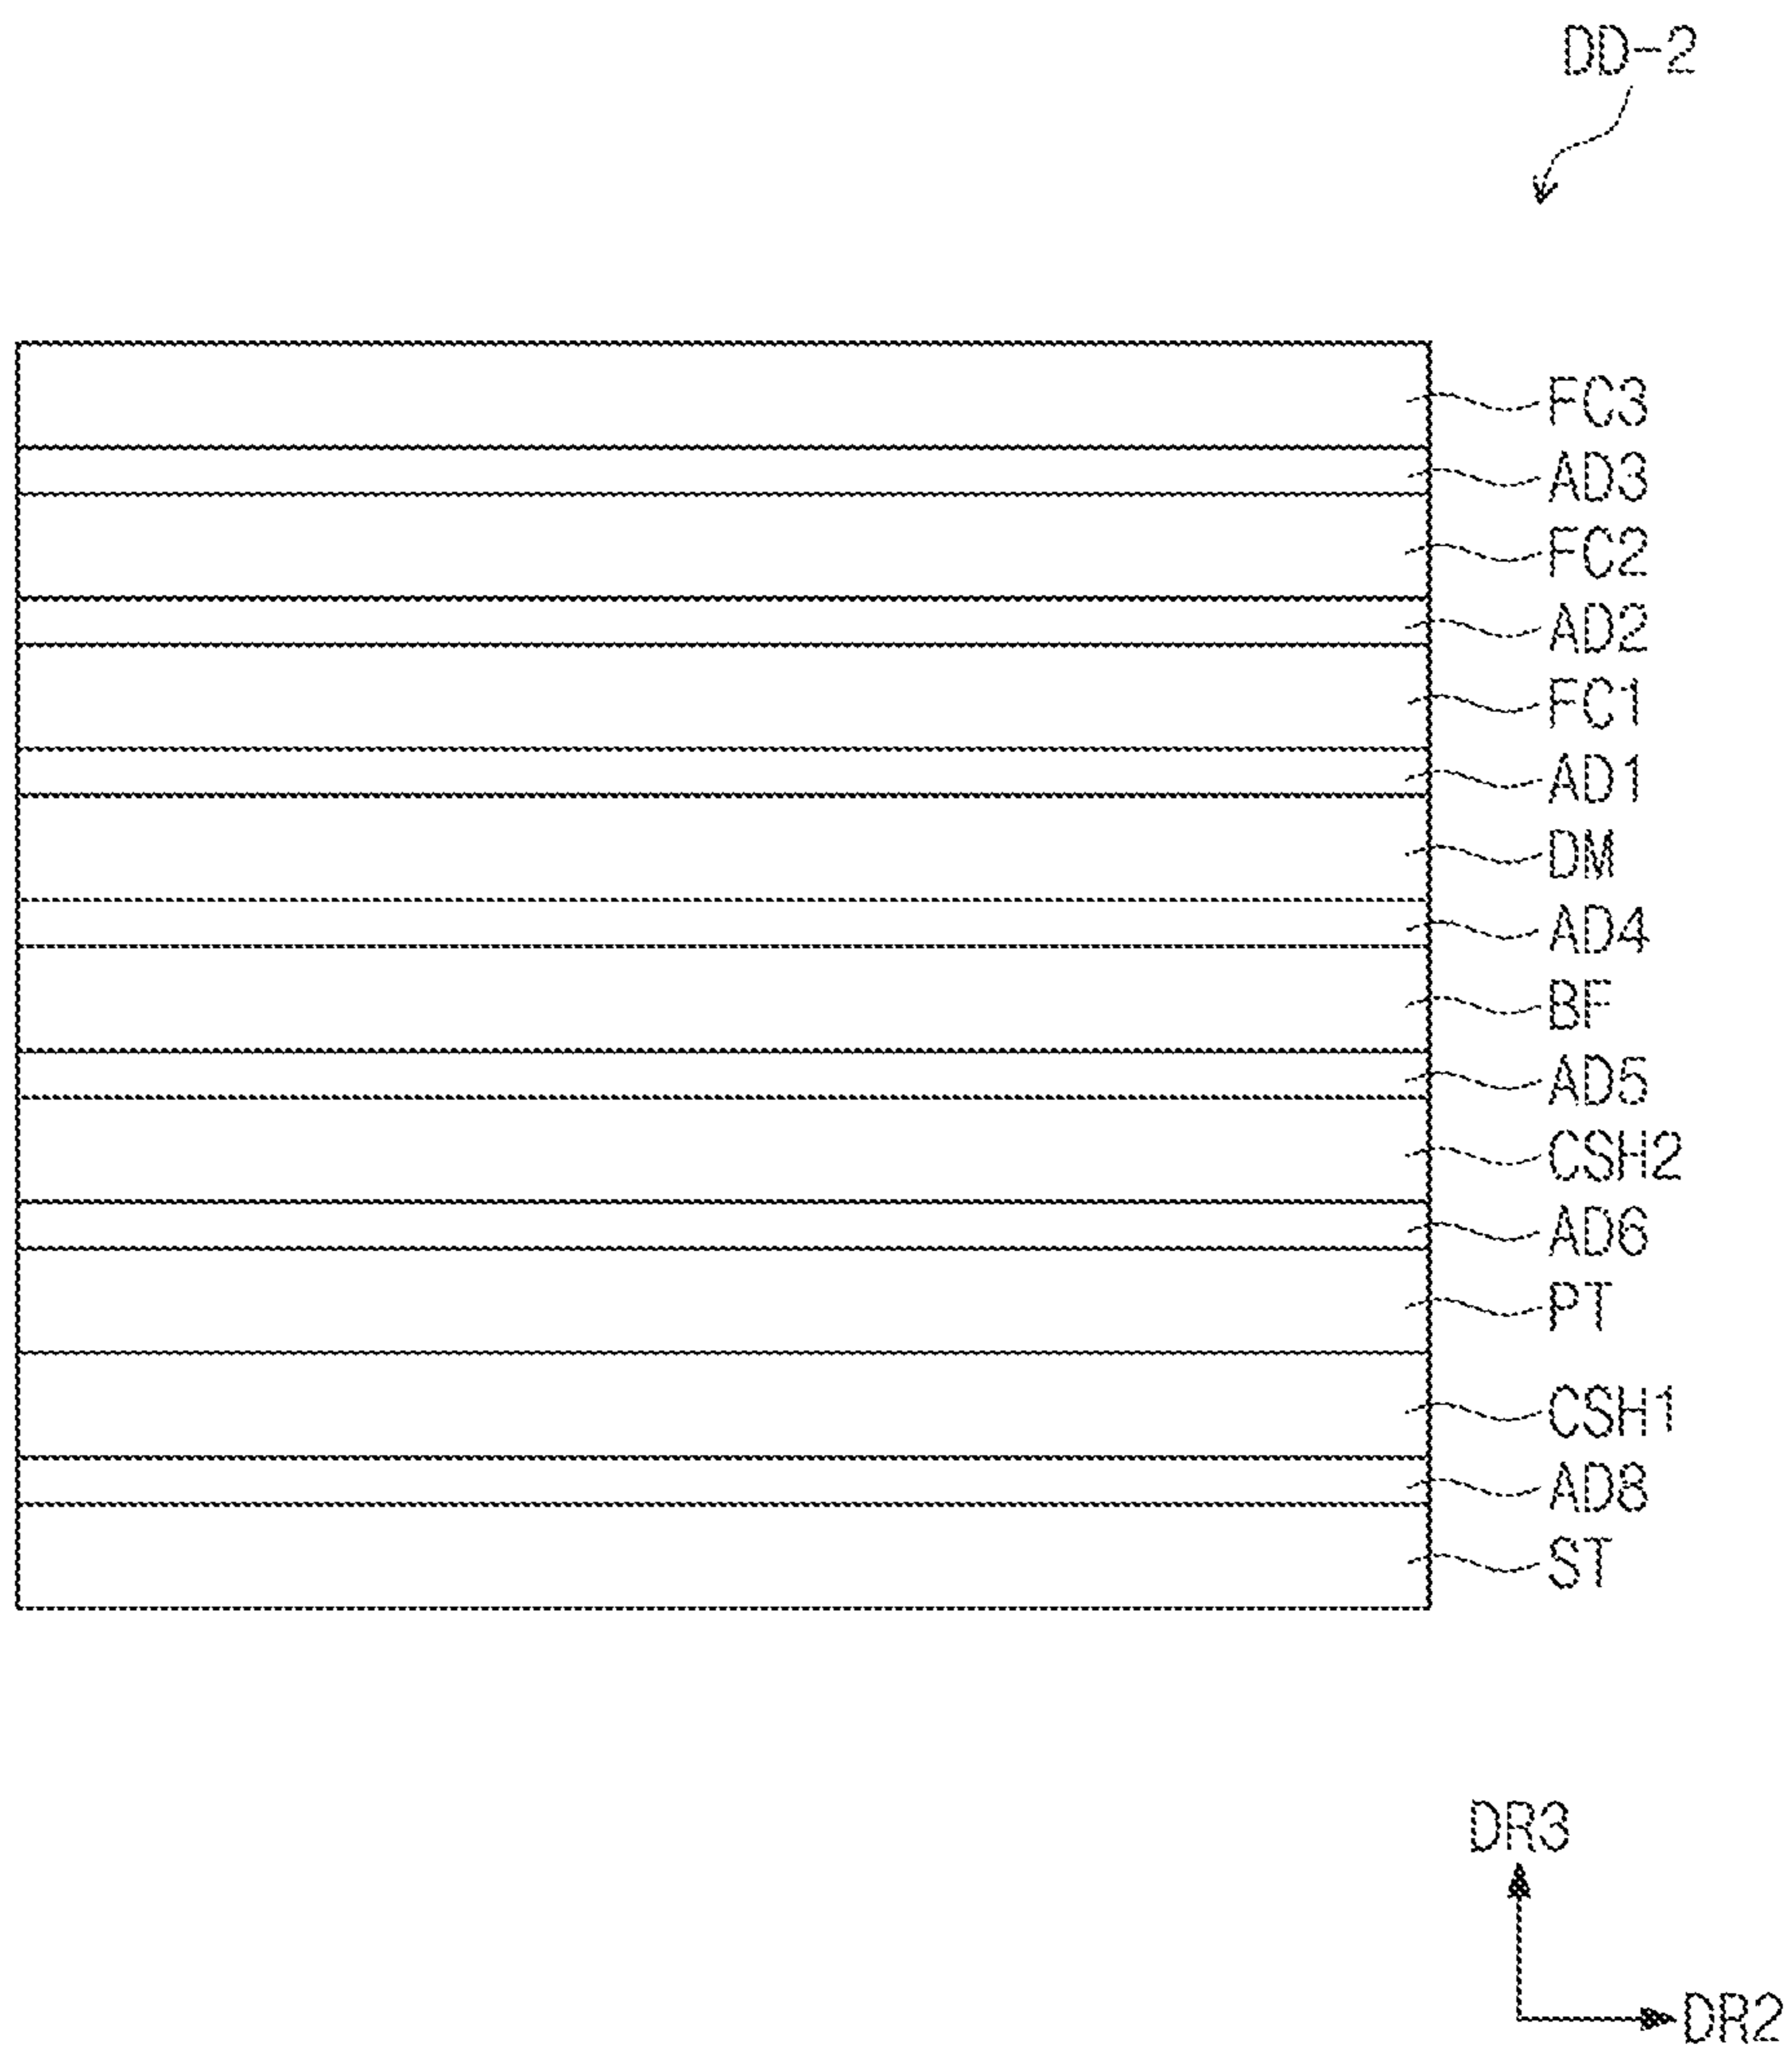 DD-2
FC3
AD3
FC2
AD2
FC1
AD1
DM
AD4
BF
AD5
CSH2
AD6
PT
CSH1
AD8
ST
DR3
DR2